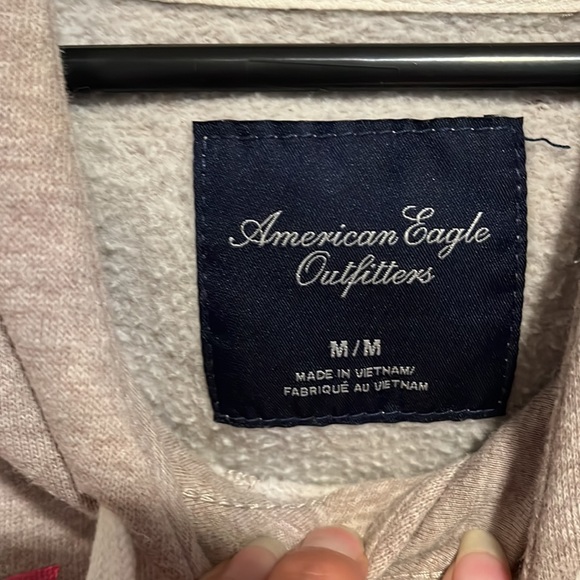 American Eagle
Outfitters
M/M
MADE IN VIETNAM/
FABRIQUÉ AU VIETNAM